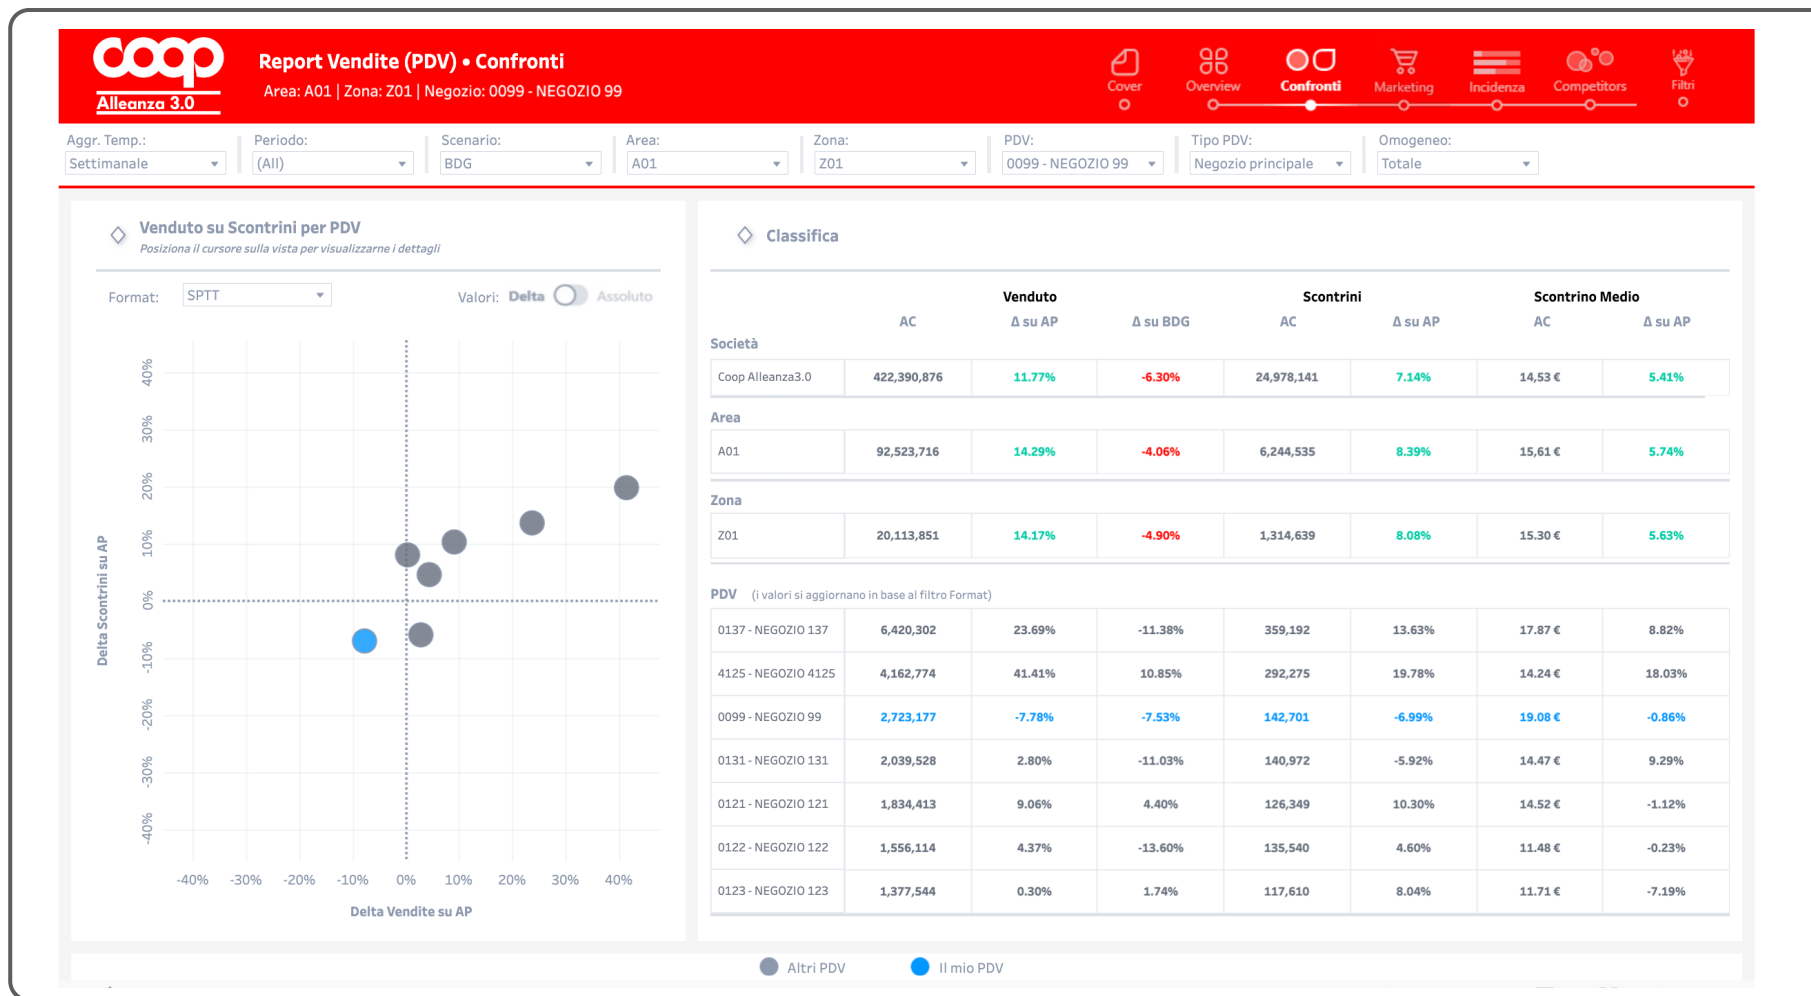 coop
Alleanza 3.0
Report Vendite (PDV) • Confronti
Area: A01 | Zona: Z01 | Negozio: 0099 - NEGOZIO 99
Cover Overview Confronti Marketing Incidenza Competitors Filtri
Aggr. Temp.: Periodo: Scenario: Area: Zona: PDV: Tipo PDV: Omogeneo:
Settimanale (All) BDG A01 Z01 0099 - NEGOZIO 99 Negozio principale Totale
Venduto su Scontrini per PDV
Posiziona il cursore sulla vista per visualizzarne i dettagli
Format: SPTT Valori: Delta Assoluto
40%
30%
20%
10%
0%
-10%
-20%
-30%
-40%
Delta Scontrini su AP
-40% -30% -20% -10% 0% 10% 20% 30% 40%
Delta Vendite su AP
Classifica
Venduto Scontrini Scontrino Medio
AC Δ su AP Δ su BDG AC Δ su AP AC Δ su AP
Società
Coop Alleanza3.0 422,390,876 11.77% -6.30% 24,978,141 7.14% 14,53 € 5.41%
Area
A01 92,523,716 14.29% -4.06% 6,244,535 8.39% 15,61 € 5.74%
Zona
Z01 20,113,851 14.17% -4.90% 1,314,639 8.08% 15.30 € 5.63%
PDV (i valori si aggiornano in base al filtro Format)
0137 - NEGOZIO 137 6,420,302 23.69% -11.38% 359,192 13.63% 17.87 € 8.82%
4125 - NEGOZIO 4125 4,162,774 41.41% 10.85% 292,275 19.78% 14.24 € 18.03%
0099 - NEGOZIO 99 2,723,177 -7.78% -7.53% 142,701 -6.99% 19.08 € -0.86%
0131 - NEGOZIO 131 2,039,528 2.80% -11.03% 140,972 -5.92% 14.47 € 9.29%
0121 - NEGOZIO 121 1,834,413 9.06% 4.40% 126,349 10.30% 14.52 € -1.12%
0122 - NEGOZIO 122 1,556,114 4.37% -13.60% 135,540 4.60% 11.48 € -0.23%
0123 - NEGOZIO 123 1,377,544 0.30% 1.74% 117,610 8.04% 11.71 € -7.19%
Altri PDV Il mio PDV